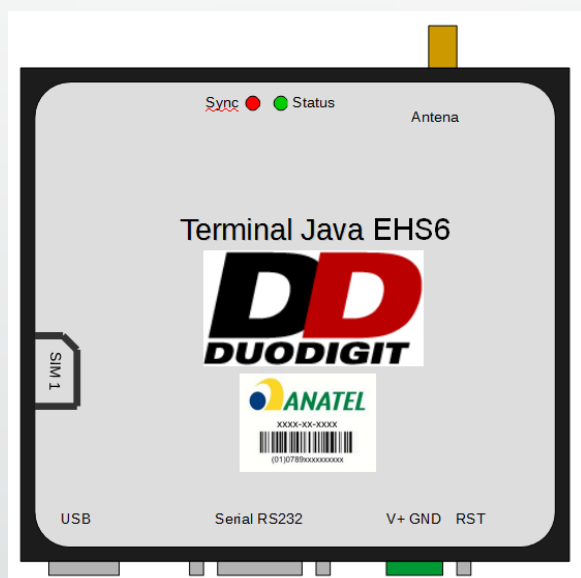 Sync Status
Antena
Terminal Java EHS6
DD
DUODIGIT
SIM 1
ANATEL
xxxx-xx-xxxx
(01)0789xxxxxxxxxx
USB Serial RS232 V+ GND RST